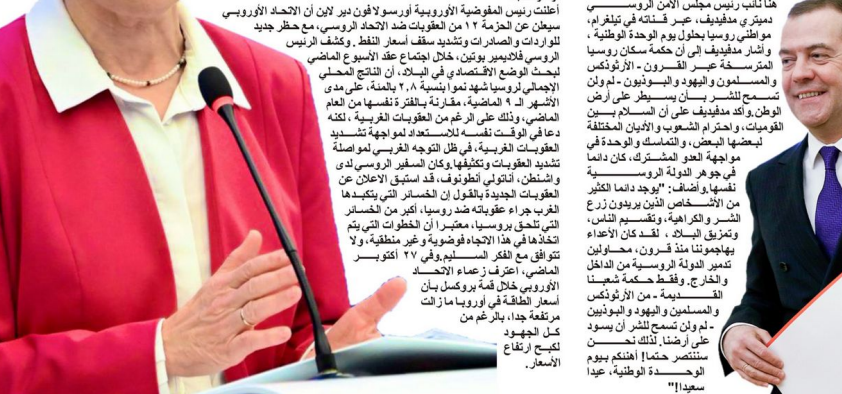 هنا نائب رئيس مجلس الأمن الروسي
دميتري مدفيديف، عبر قناته في تيلغرام،
مواطني روسيا بحلول يوم الوحدة الوطنية ،
وأشار مدفيديف إلى أن حكمة سكان روسيا
المترسخة عبر القرون - الأرثوذكس
والمسلمون واليهود والبوذيون - لم ولن
تسمح للشر بأن يسيطر على أرض
الوطن.وأكد مدفيديف على أن السلام بين
القوميات، واحترام الشعوب والأديان المختلفة
لبعضها البعض، والتماسك والوحدة في
مواجهة العدو المشترك، كان دائما
في جوهر الدولة الروسية
نفسها.وأضاف: "يوجد دائما الكثير
من الأشخاص الذين يريدون زرع
الشر والكراهية، وتقسيم الناس،
وتمزيق البلاد ، لقد كان الأعداء
يهاجموننا منذ قرون، محاولين
تدمير الدولة الروسية من الداخل
والخارج. وفقط حكمة شعبنا
القديمة - من الأرثوذكس
والمسلمين واليهود والبوذيين
- لم ولن تسمح للشر أن يسود
على أرضنا. لذلك نحن
سننتصر حتما! أهنئكم بيوم
الوحدة الوطنية، عيدا
سعيدا!"
أعلنت رئيس المفوضية الأوروبية أورسولا فون دير لاين أن الاتحاد الأوروبي
سيعلن عن الحزمة ١٢ من العقوبات ضد الاتحاد الروسي، مع حظر جديد
للواردات والصادرات وتشديد سقف أسعار النفط . وكشف الرئيس
الروسي فلاديمير بوتين، خلال اجتماع عقد الأسبوع الماضي
لبحث الوضع الاقتصادي في البلاد، أن الناتج المحلي
الإجمالي لروسيا شهد نموا بنسبة ٢,٨ بالمئة، على مدى
الأشهر الـ ٩ الماضية، مقارنة بالفترة نفسها من العام
الماضي، وذلك على الرغم من العقوبات الغربية ، لكنه
دعا في الوقت نفسه للاستعداد لمواجهة تشديد
العقوبات الغربية، في ظل التوجه الغربي لمواصلة
تشديد العقوبات وتكثيفها.وكان السفير الروسي لدى
واشنطن، أناتولي أنطونوف، قد استبق الاعلان عن
العقوبات الجديدة بالقول إن الخسائر التي يتكبدها
الغرب جراء عقوباته ضد روسيا، أكبر من الخسائر
التي تلحق بروسيا، معتبرا أن الخطوات التي يتم
اتخاذها في هذا الاتجاه فوضوية وغير منطقية، ولا
تتوافق مع الفكر السليم.وفي ٢٧ أكتوبر
الماضي، اعترف زعماء الاتحاد
الأوروبي خلال قمة بروكسل بأن
أسعار الطاقة في أوروبا ما زالت
مرتفعة جدا، بالرغم من
كل الجهود
لكبح ارتفاع
الأسعار.